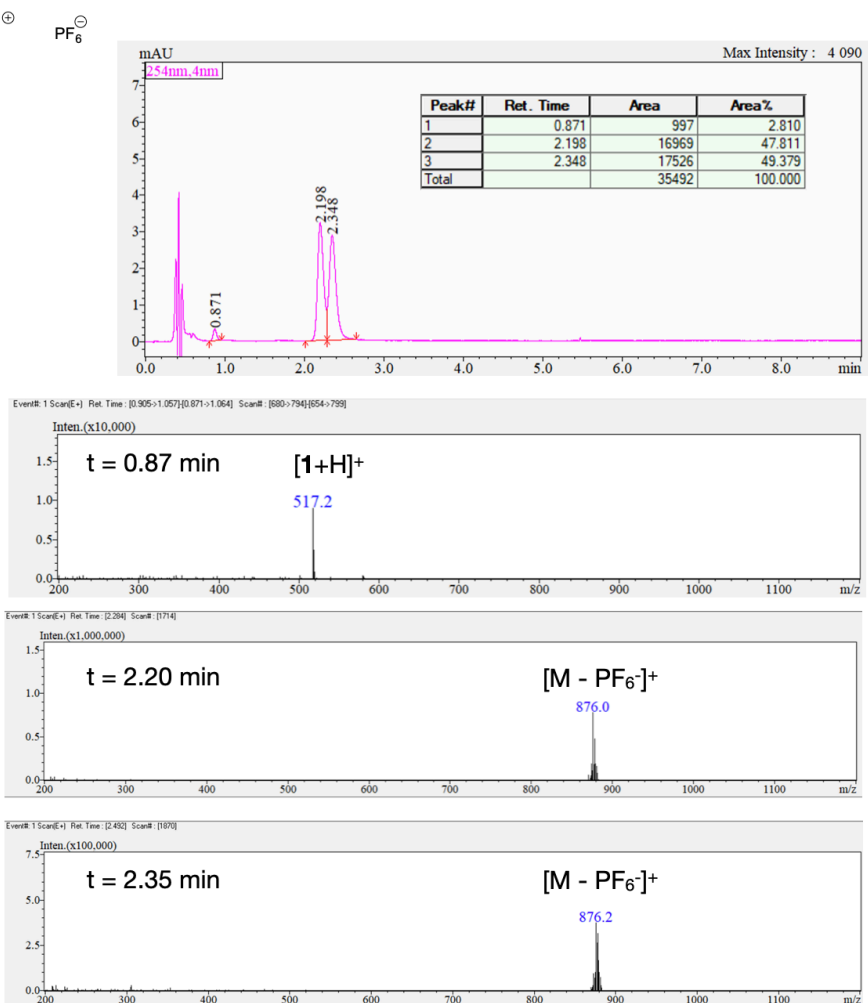 ⊕
PF6⊖
mAU
Max Intensity : 4 090
254nm,4nm
Peak# Ret. Time Area Area%
1 0.871 997 2.810
2 2.198 16969 47.811
3 2.348 17526 49.379
Total 35492 100.000
7
6
5
4
3
2
1
0
0.871
2.198
2.348
0.0 1.0 2.0 3.0 4.0 5.0 6.0 7.0 8.0 min
Event#: 1 Scan(E+) Ret. Time : [0.905->1.057]-[0.871->1.064] Scan# : [680->794]-[654->799]
Inten.(x10,000)
t = 0.87 min [1+H]+
517.2
1.5
1.0
0.5
0.0
200 300 400 500 600 700 800 900 1000 1100 m/z
Event#: 1 Scan(E+) Ret. Time : [2.284] Scan# : [1714]
Inten.(x1,000,000)
t = 2.20 min [M - PF6-]+
876.0
1.5
1.0
0.5
0.0
200 300 400 500 600 700 800 900 1000 1100 m/z
Event#: 1 Scan(E+) Ret. Time : [2.492] Scan# : [1870]
Inten.(x100,000)
t = 2.35 min [M - PF6-]+
876.2
7.5
5.0
2.5
0.0
200 300 400 500 600 700 800 900 1000 1100 m/z